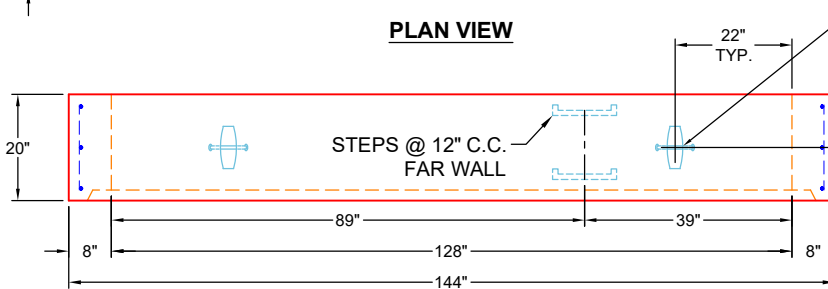 PLAN VIEW
22"
TYP.
20"
STEPS @ 12" C.C.
FAR WALL
89"
39"
8"
128"
8"
144"